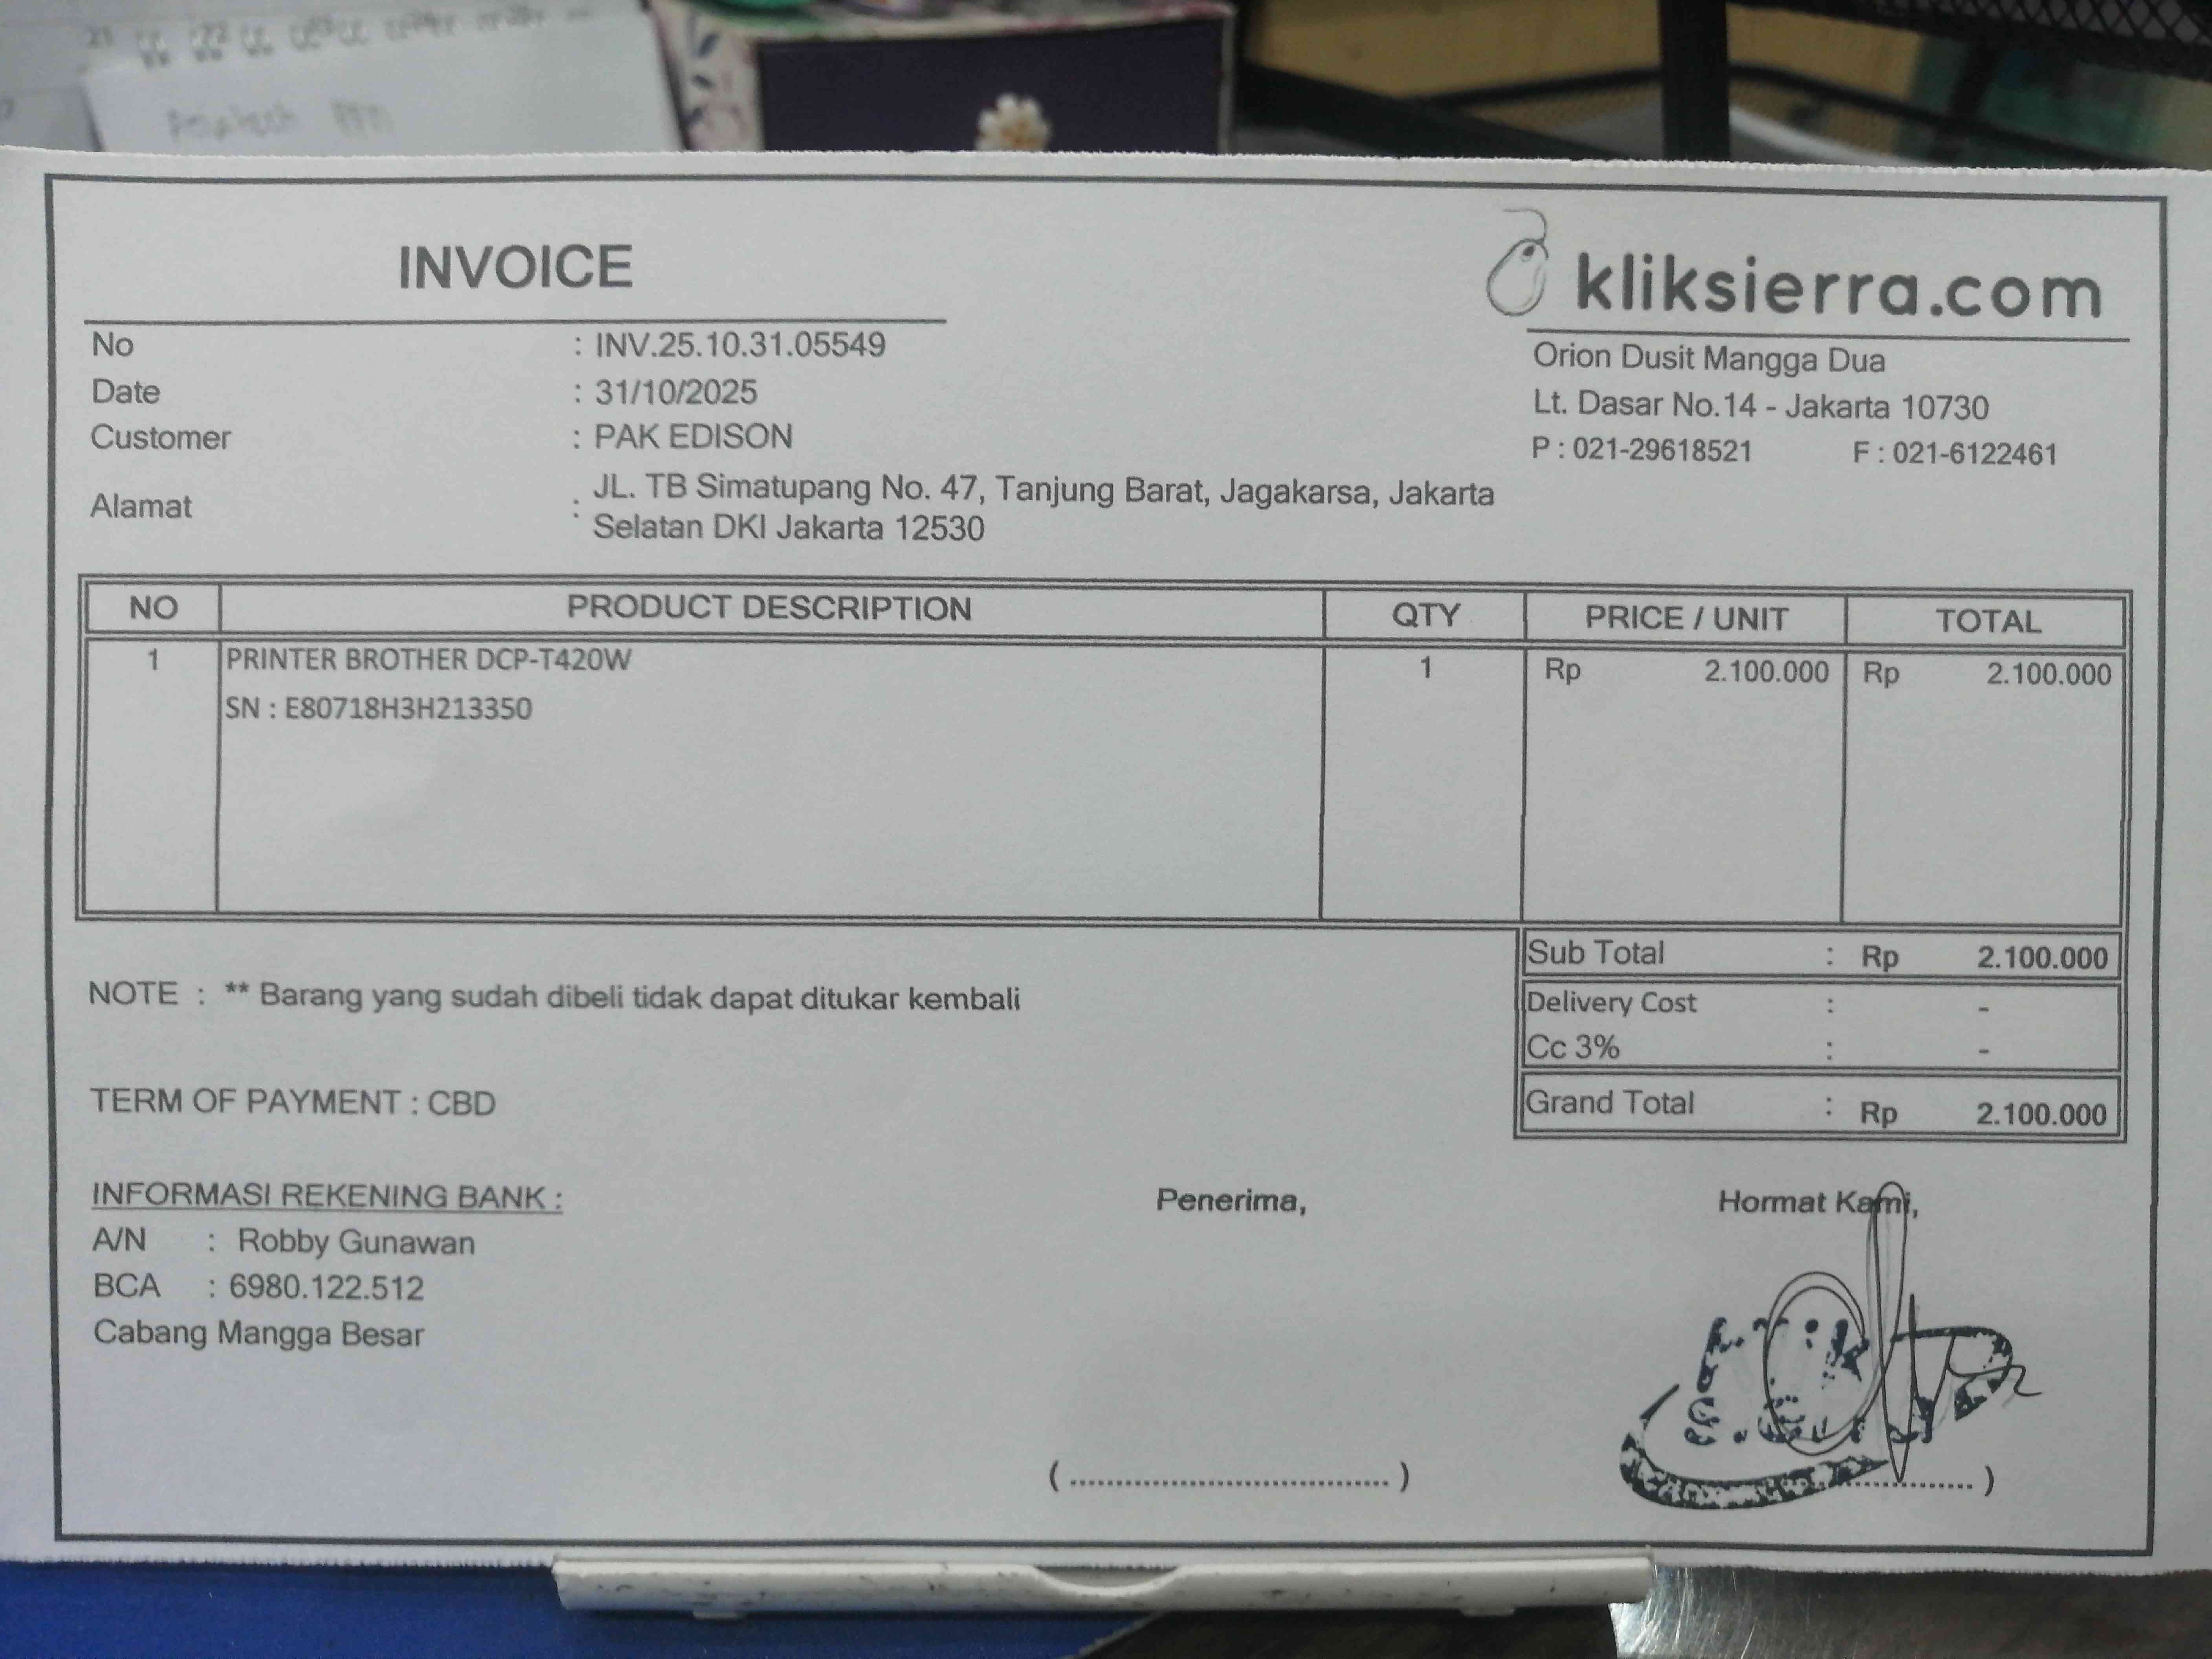 INVOICE
kliksierra.com
No : INV.25.10.31.05549
Date : 31/10/2025
Customer : PAK EDISON
Alamat : JL. TB Simatupang No. 47, Tanjung Barat, Jagakarsa, Jakarta
Selatan DKI Jakarta 12530
Orion Dusit Mangga Dua
Lt. Dasar No.14 - Jakarta 10730
P : 021-29618521 F : 021-6122461
NO PRODUCT DESCRIPTION QTY PRICE / UNIT TOTAL
1 PRINTER BROTHER DCP-T420W 1 Rp 2.100.000 Rp 2.100.000
SN : E80718H3H213350
Sub Total : Rp 2.100.000
Delivery Cost : -
Cc 3% : -
Grand Total : Rp 2.100.000
NOTE : ** Barang yang sudah dibeli tidak dapat ditukar kembali
TERM OF PAYMENT : CBD
INFORMASI REKENING BANK :
A/N : Robby Gunawan
BCA : 6980.122.512
Cabang Mangga Besar
Penerima,
(................................)
Hormat Kami,